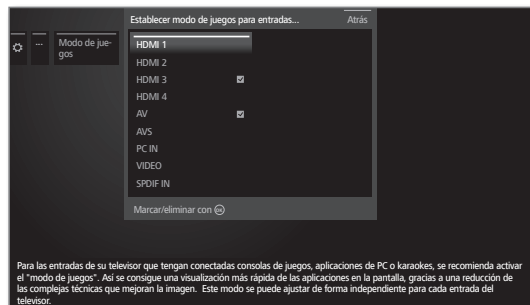 Establecer modo de juegos para entradas... Atrás
... Modo de jue-
gos
HDMI 1
HDMI 2
HDMI 3
HDMI 4
AV
AVS
PC IN
VIDEO
SPDIF IN
Marcar/eliminar con OK
Para las entradas de su televisor que tengan conectadas consolas de juegos, aplicaciones de PC o karaokes, se recomienda activar
el "modo de juegos". Así se consigue una visualización más rápida de las aplicaciones en la pantalla, gracias a una reducción de
las complejas técnicas que mejoran la imagen. Este modo se puede ajustar de forma independiente para cada entrada del
televisor.